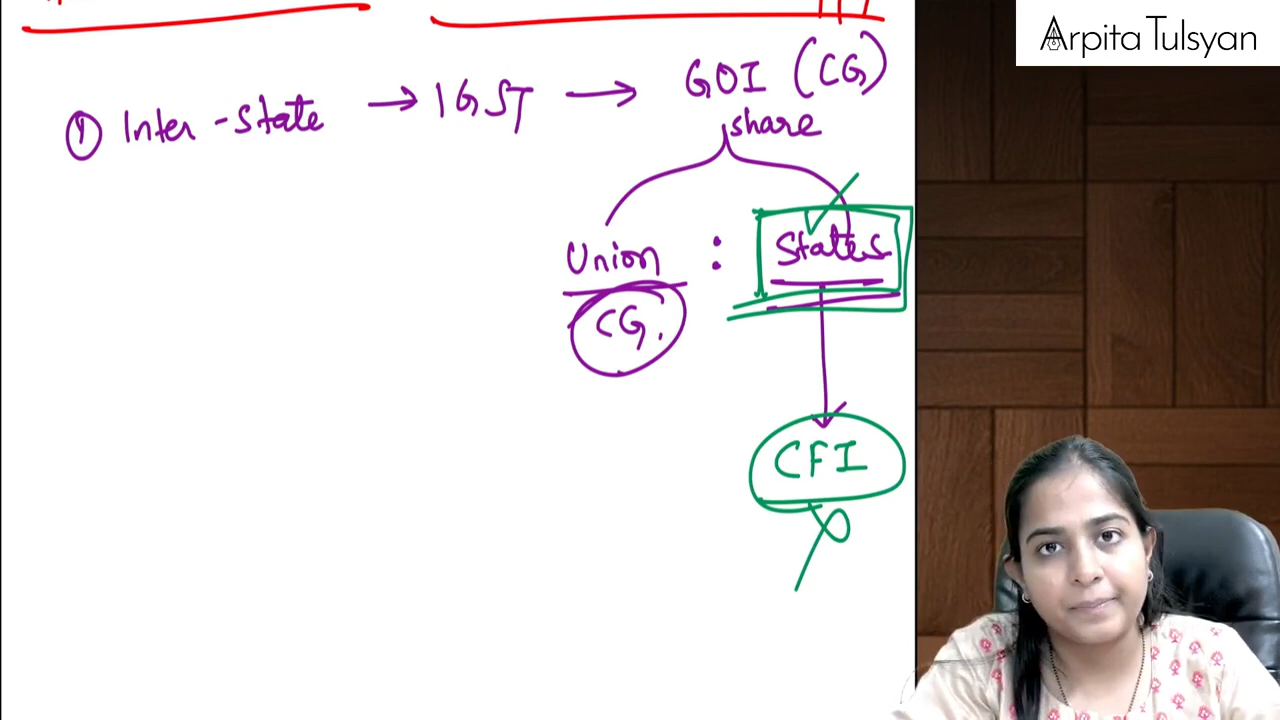 Arpita Tulsyan
① Inter-state → IGST → GOI (CG)
share
Union : States
CG.
CFI